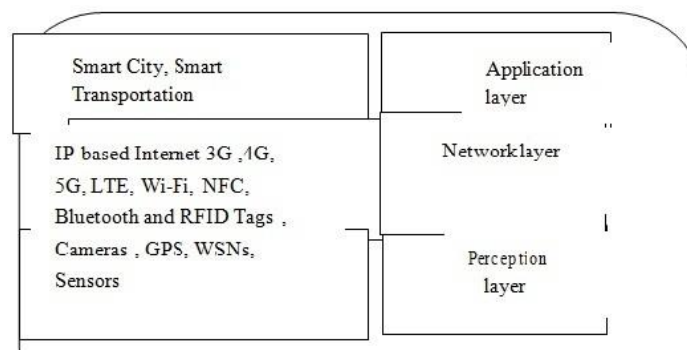 Smart City, Smart
Transportation
Application
layer
IP based Internet 3G ,4G,
5G, LTE, Wi-Fi, NFC,
Bluetooth and RFID Tags ,
Cameras , GPS, WSNs,
Sensors
Networklayer
Perception
layer